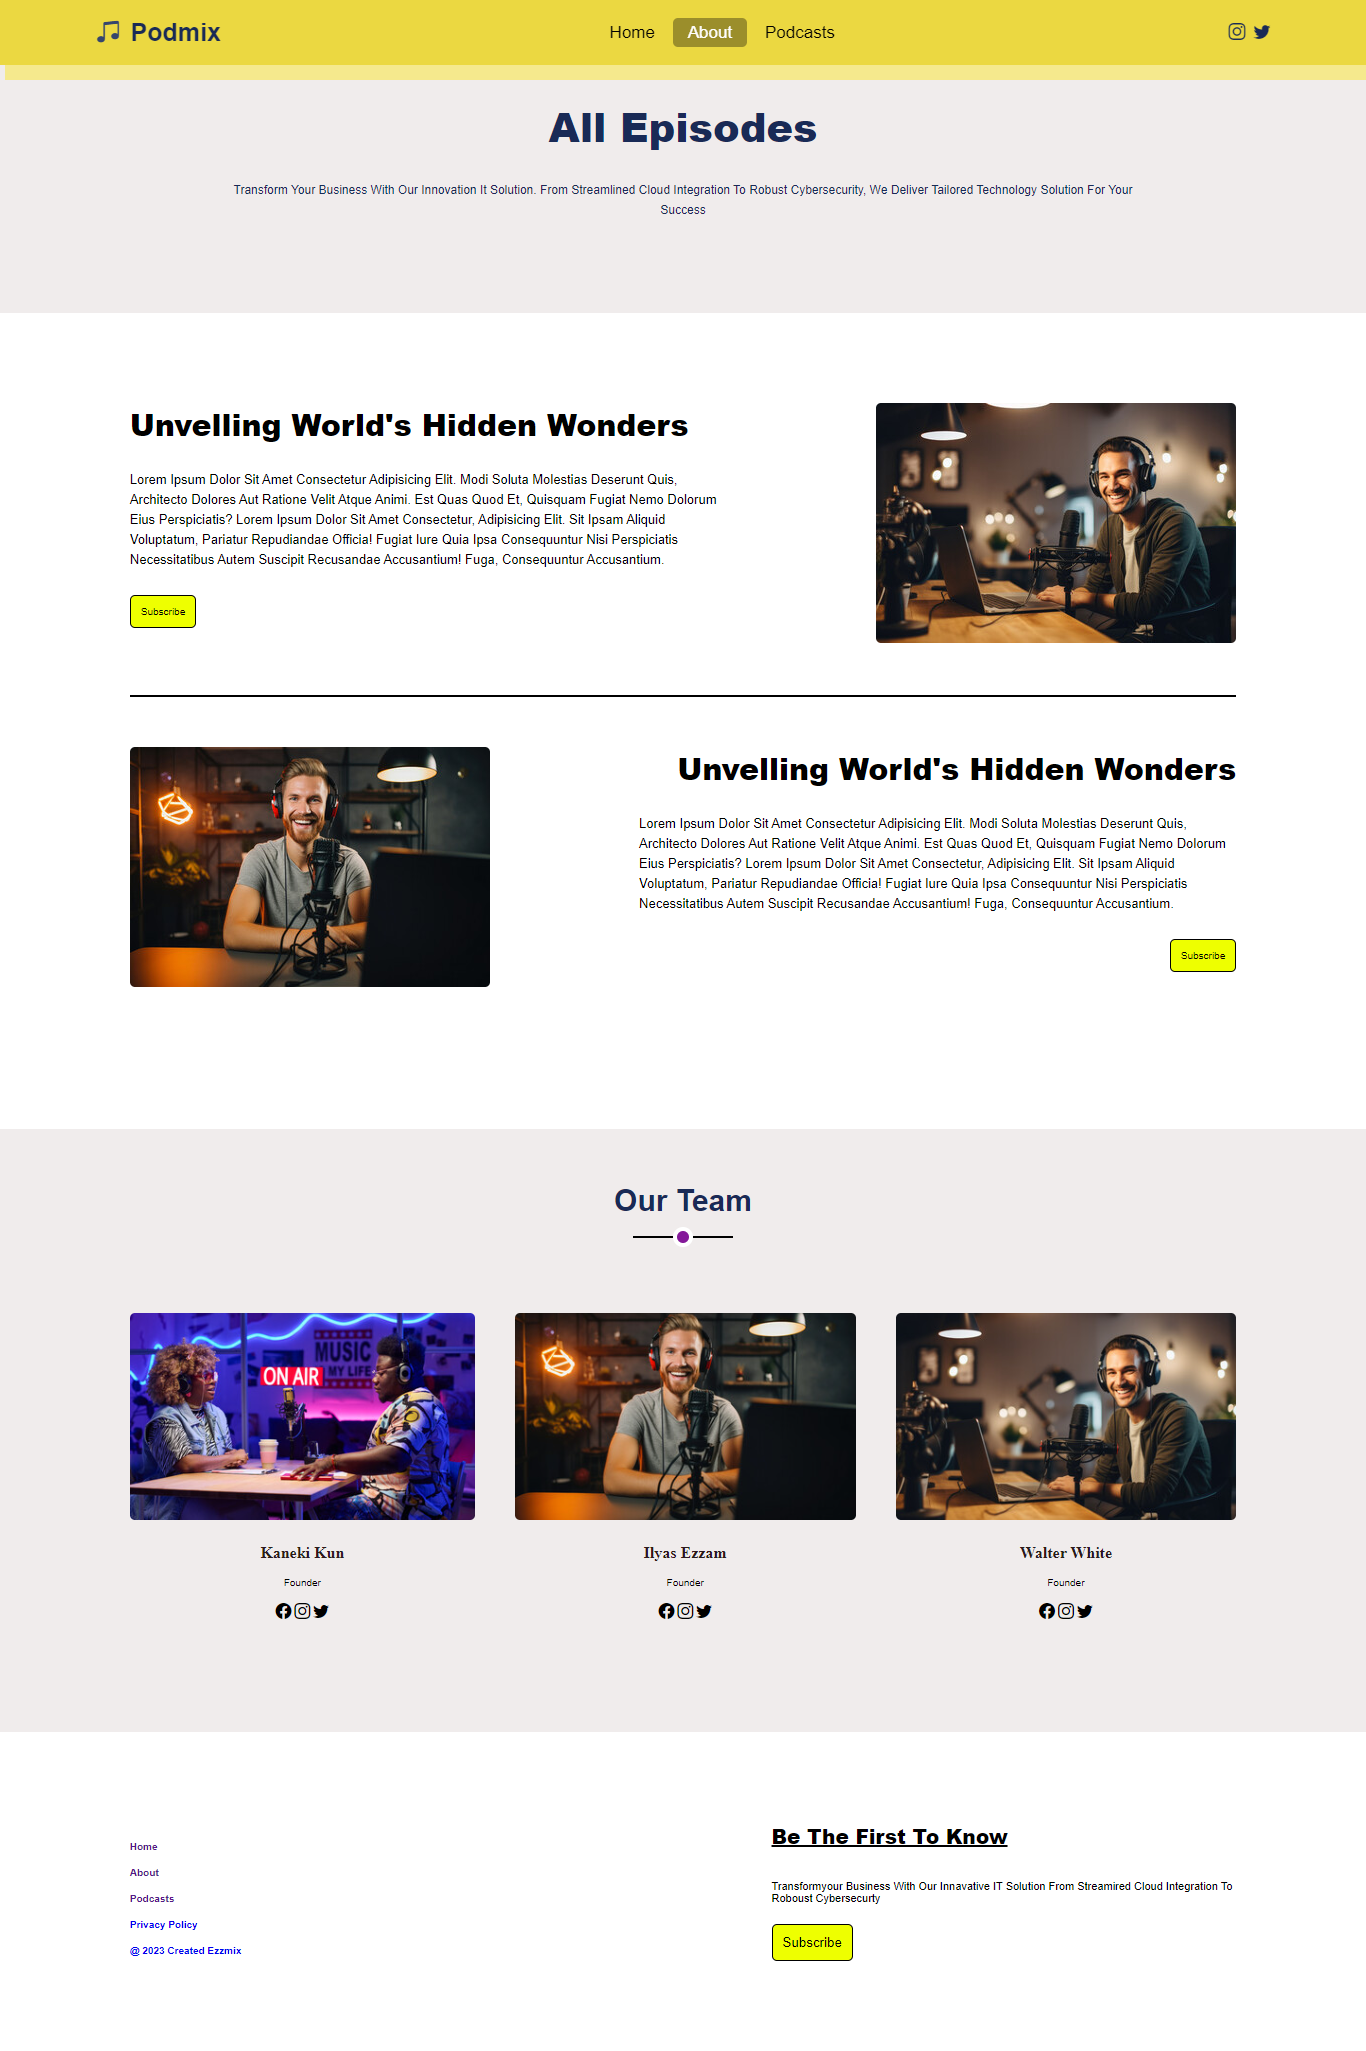 Podmix
Home About Podcasts
All Episodes
Transform Your Business With Our Innovation It Solution. From Streamlined Cloud Integration To Robust Cybersecurity, We Deliver Tailored Technology Solution For Your
Success
Unvelling World's Hidden Wonders
Lorem Ipsum Dolor Sit Amet Consectetur Adipisicing Elit. Modi Soluta Molestias Deserunt Quis,
Architecto Dolores Aut Ratione Velit Atque Animi. Est Quas Quod Et, Quisquam Fugiat Nemo Dolorum
Eius Perspiciatis? Lorem Ipsum Dolor Sit Amet Consectetur, Adipisicing Elit. Sit Ipsam Aliquid
Voluptatum, Pariatur Repudiandae Officia! Fugiat Iure Quia Ipsa Consequuntur Nisi Perspiciatis
Necessitatibus Autem Suscipit Recusandae Accusantium! Fuga, Consequuntur Accusantium.
Subscribe
Unvelling World's Hidden Wonders
Lorem Ipsum Dolor Sit Amet Consectetur Adipisicing Elit. Modi Soluta Molestias Deserunt Quis,
Architecto Dolores Aut Ratione Velit Atque Animi. Est Quas Quod Et, Quisquam Fugiat Nemo Dolorum
Eius Perspiciatis? Lorem Ipsum Dolor Sit Amet Consectetur, Adipisicing Elit. Sit Ipsam Aliquid
Voluptatum, Pariatur Repudiandae Officia! Fugiat Iure Quia Ipsa Consequuntur Nisi Perspiciatis
Necessitatibus Autem Suscipit Recusandae Accusantium! Fuga, Consequuntur Accusantium.
Subscribe
Our Team
MUSIC
ON AIR
MY LIFE
Kaneki Kun
Founder
Ilyas Ezzam
Founder
Walter White
Founder
Home
About
Podcasts
Privacy Policy
@ 2023 Created Ezzmix
Be The First To Know
Transformyour Business With Our Innavative IT Solution From Streamired Cloud Integration To
Roboust Cybersecurty
Subscribe